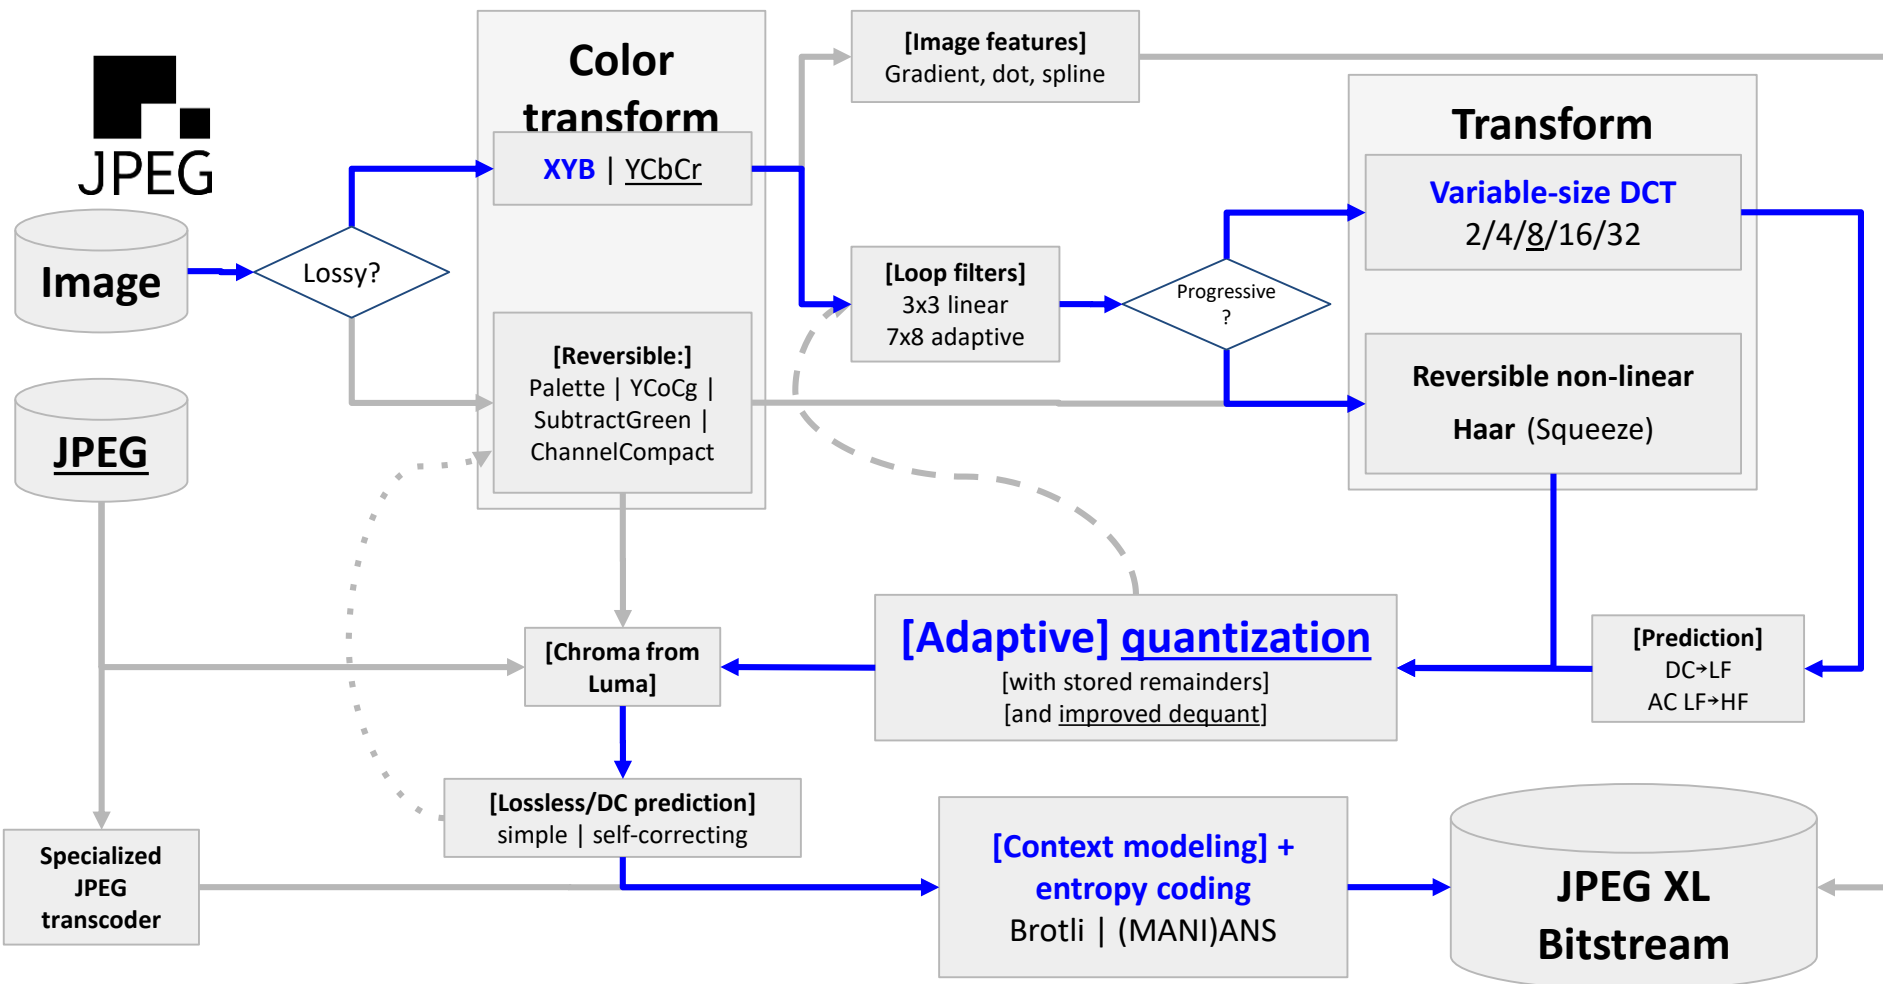 JPEG
Image
JPEG
Lossy?
Color
transform
XYB | YCbCr
[Reversible:]
Palette | YCoCg |
SubtractGreen |
ChannelCompact
[Image features]
Gradient, dot, spline
[Loop filters]
3x3 linear
7x8 adaptive
Progressive
?
Transform
Variable-size DCT
2/4/8/16/32
Reversible non-linear
Haar (Squeeze)
[Prediction]
DC→LF
AC LF→HF
[Adaptive] quantization
[with stored remainders]
[and improved dequant]
[Chroma from
Luma]
[Lossless/DC prediction]
simple | self-correcting
Specialized
JPEG
transcoder
[Context modeling] +
entropy coding
Brotli | (MANI)ANS
JPEG XL
Bitstream